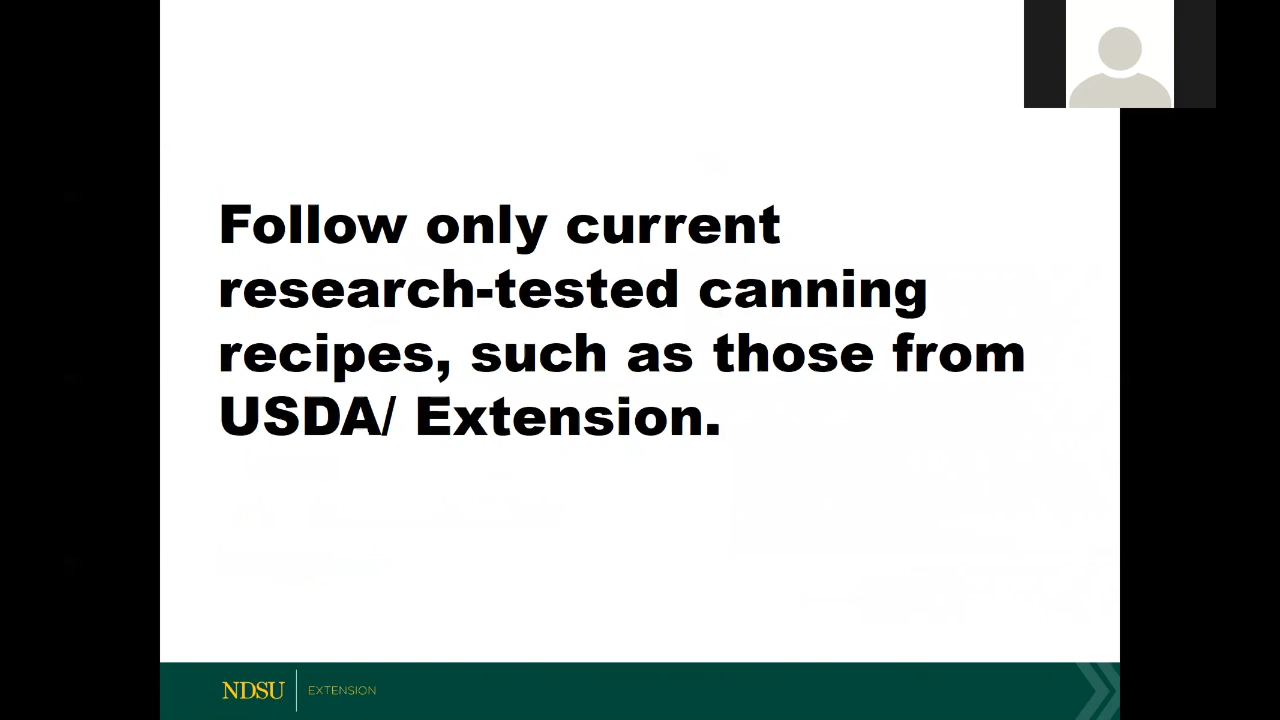 Follow only current
research-tested canning
recipes, such as those from
USDA/ Extension.
NDSU EXTENSION